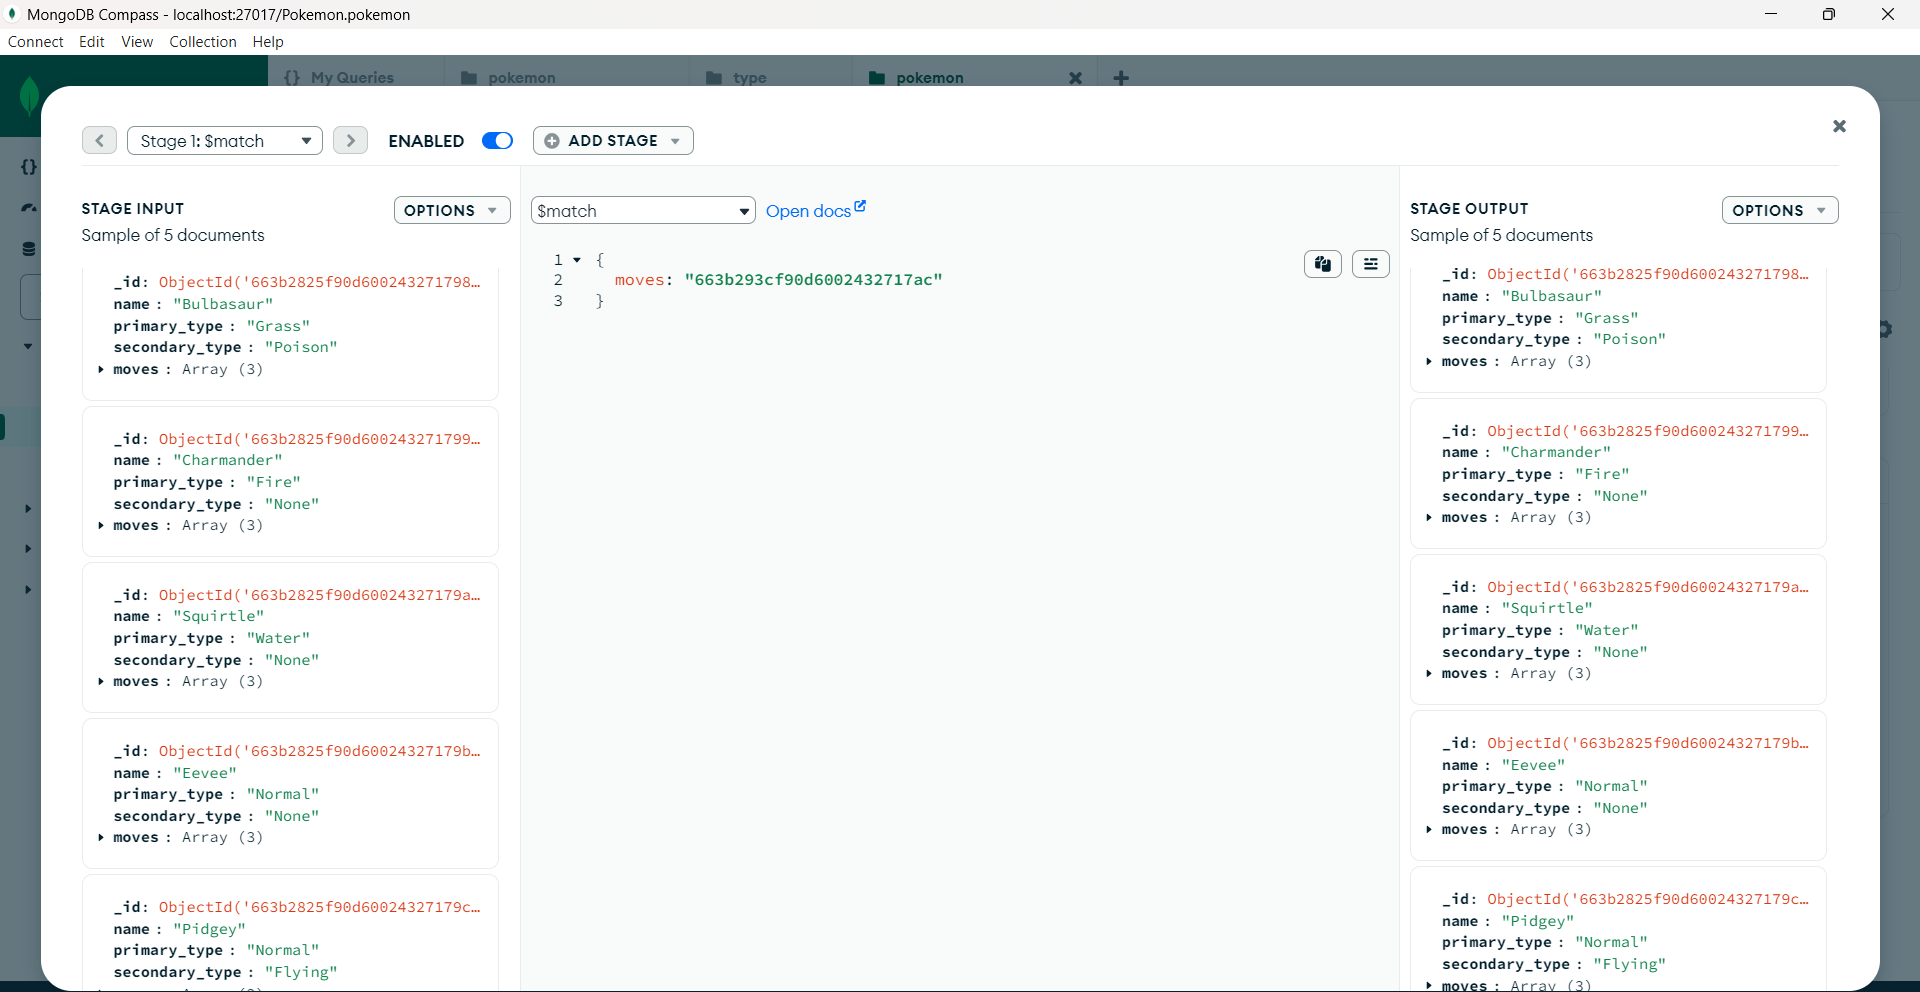 MongoDB Compass - localhost:27017/Pokemon.pokemon
Connect Edit View Collection Help
{} My Queries pokemon type pokemon
Stage 1: $match ENABLED ADD STAGE
STAGE INPUT OPTIONS
Sample of 5 documents
_id: ObjectId('663b2825f90d600243271798…
name : "Bulbasaur"
primary_type : "Grass"
secondary_type : "Poison"
moves : Array (3)
_id: ObjectId('663b2825f90d600243271799…
name : "Charmander"
primary_type : "Fire"
secondary_type : "None"
moves : Array (3)
_id: ObjectId('663b2825f90d60024327179a…
name : "Squirtle"
primary_type : "Water"
secondary_type : "None"
moves : Array (3)
_id: ObjectId('663b2825f90d60024327179b…
name : "Eevee"
primary_type : "Normal"
secondary_type : "None"
moves : Array (3)
_id: ObjectId('663b2825f90d60024327179c…
name : "Pidgey"
primary_type : "Normal"
secondary_type : "Flying"
$match Open docs
1 {
2 moves: "663b293cf90d6002432717ac"
3 }
STAGE OUTPUT OPTIONS
Sample of 5 documents
_id: ObjectId('663b2825f90d600243271798…
name : "Bulbasaur"
primary_type : "Grass"
secondary_type : "Poison"
moves : Array (3)
_id: ObjectId('663b2825f90d600243271799…
name : "Charmander"
primary_type : "Fire"
secondary_type : "None"
moves : Array (3)
_id: ObjectId('663b2825f90d60024327179a…
name : "Squirtle"
primary_type : "Water"
secondary_type : "None"
moves : Array (3)
_id: ObjectId('663b2825f90d60024327179b…
name : "Eevee"
primary_type : "Normal"
secondary_type : "None"
moves : Array (3)
_id: ObjectId('663b2825f90d60024327179c…
name : "Pidgey"
primary_type : "Normal"
secondary_type : "Flying"
moves : Array (3)